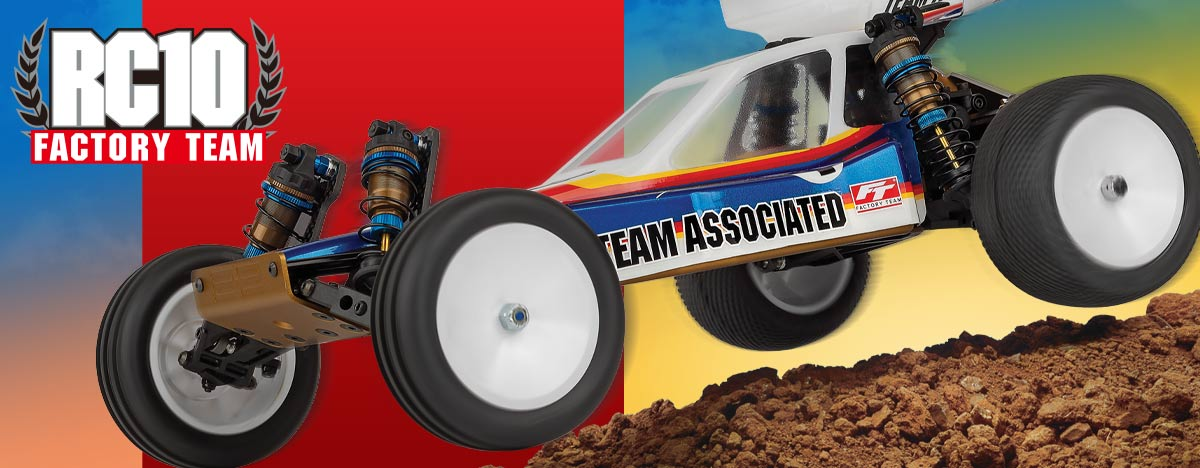 RC10
FACTORY TEAM
TEAM ASSOCIATED
FT
FACTORY TEAM